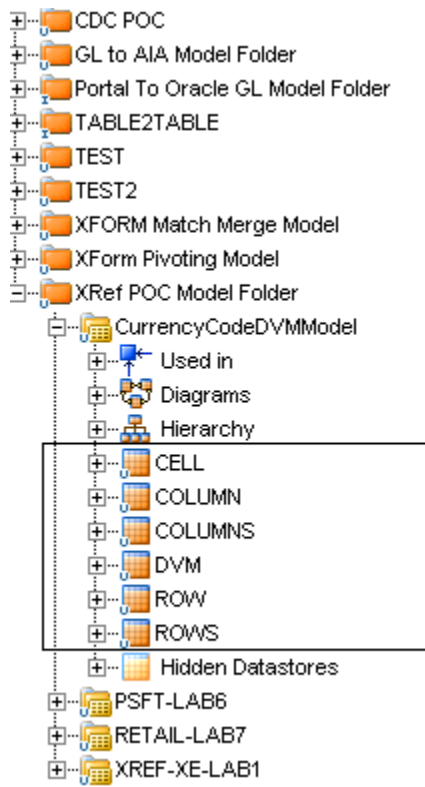 CDC POC
GL to AIA Model Folder
Portal To Oracle GL Model Folder
TABLE2TABLE
TEST
TEST2
XFORM Match Merge Model
XForm Pivoting Model
XRef POC Model Folder
CurrencyCodeDVMModel
Used in
Diagrams
Hierarchy
CELL
COLUMN
COLUMNS
DVM
ROW
ROWS
Hidden Datastores
PSFT-LAB6
RETAIL-LAB7
XREF-XE-LAB1